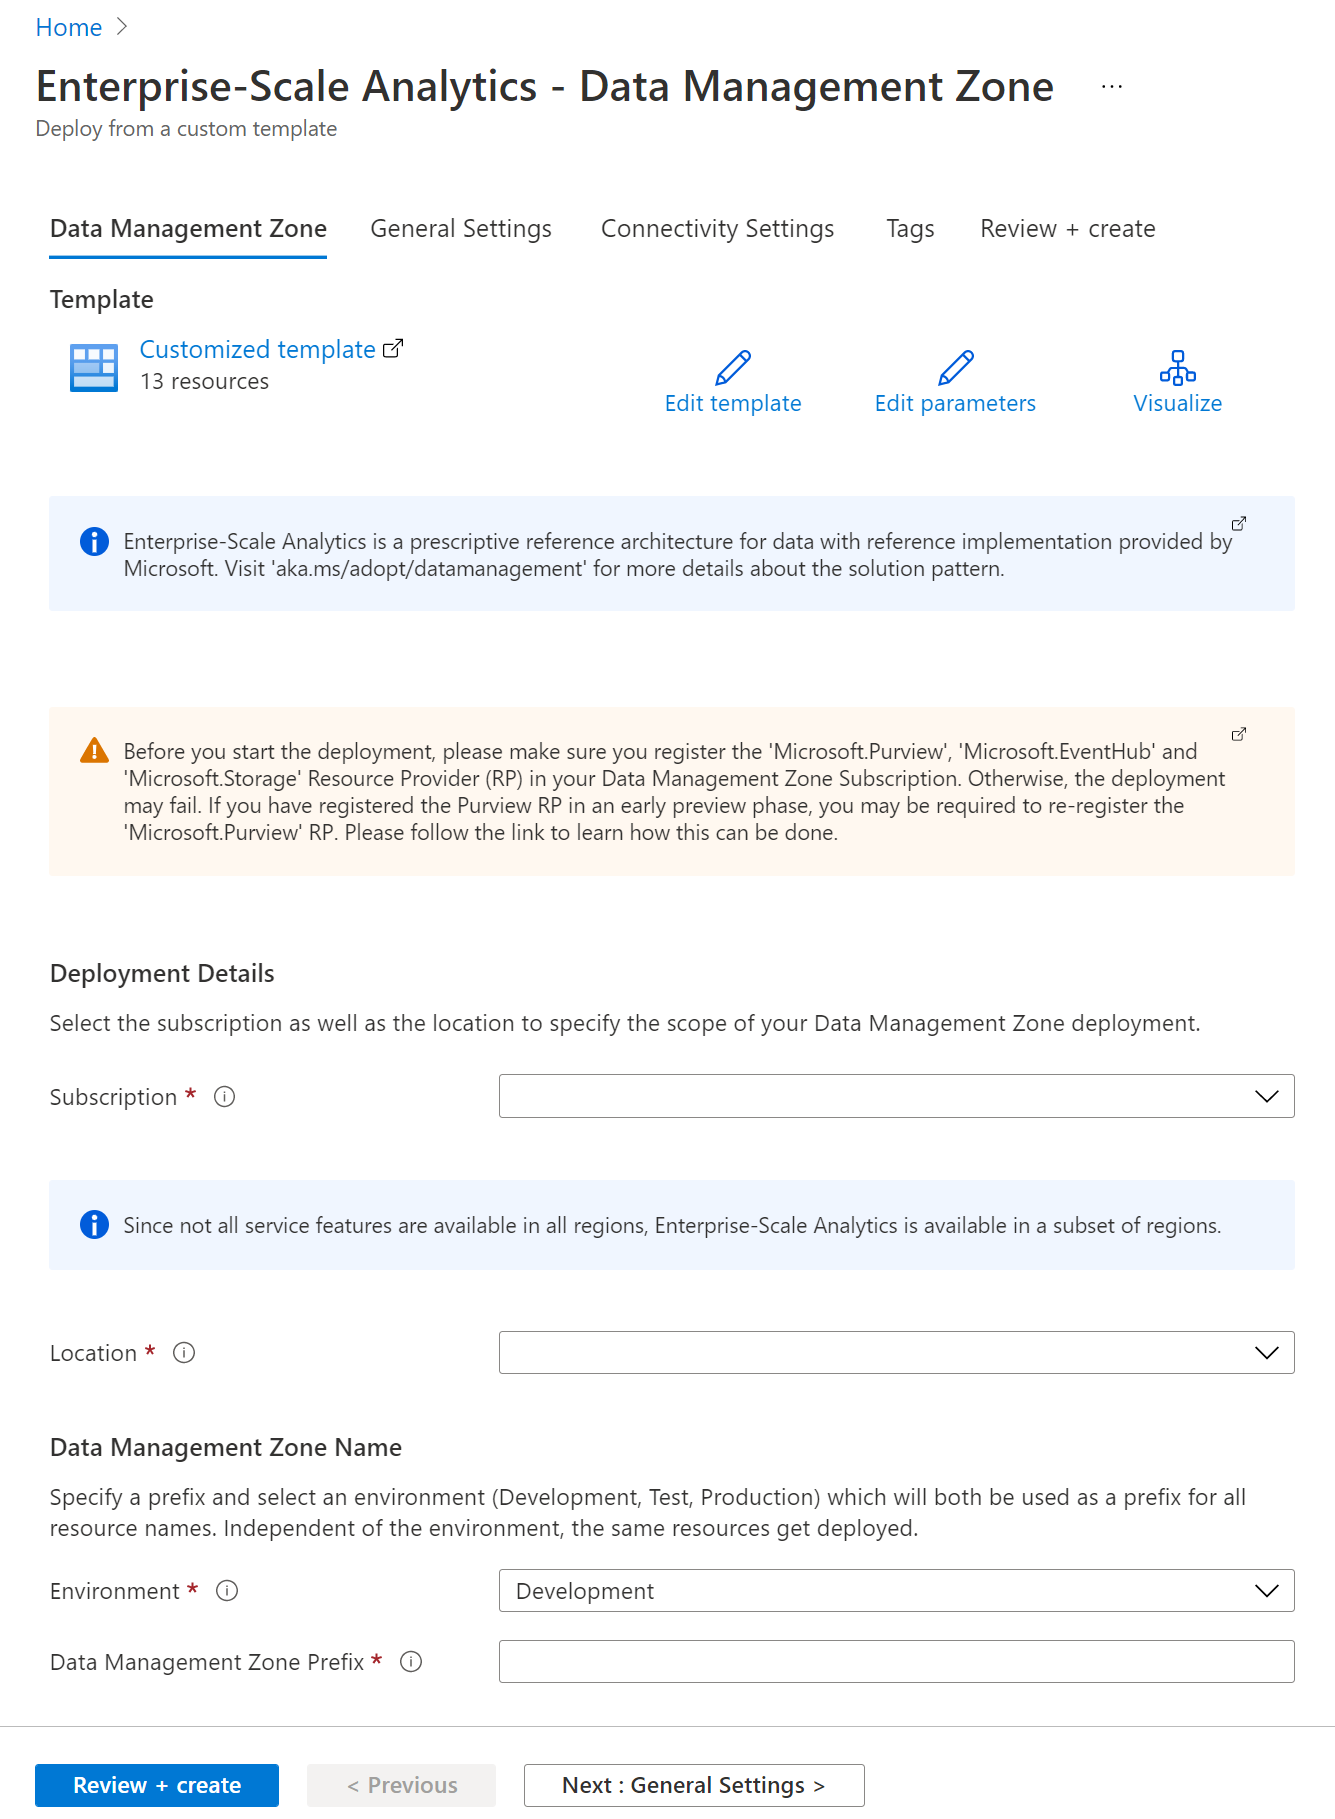 Home
Enterprise-Scale Analytics - Data Management Zone ...
Deploy from a custom template
Data Management Zone General Settings Connectivity Settings Tags Review + create
Template
Customized template
13 resources
Edit template Edit parameters Visualize
Enterprise-Scale Analytics is a prescriptive reference architecture for data with reference implementation provided by
Microsoft. Visit 'aka.ms/adopt/datamanagement' for more details about the solution pattern.
Before you start the deployment, please make sure you register the 'Microsoft.Purview', 'Microsoft.EventHub' and
'Microsoft.Storage' Resource Provider (RP) in your Data Management Zone Subscription. Otherwise, the deployment
may fail. If you have registered the Purview RP in an early preview phase, you may be required to re-register the
'Microsoft.Purview' RP. Please follow the link to learn how this can be done.
Deployment Details
Select the subscription as well as the location to specify the scope of your Data Management Zone deployment.
Subscription *
Since not all service features are available in all regions, Enterprise-Scale Analytics is available in a subset of regions.
Location *
Data Management Zone Name
Specify a prefix and select an environment (Development, Test, Production) which will both be used as a prefix for all
resource names. Independent of the environment, the same resources get deployed.
Environment * Development
Data Management Zone Prefix *
Review + create < Previous Next : General Settings >